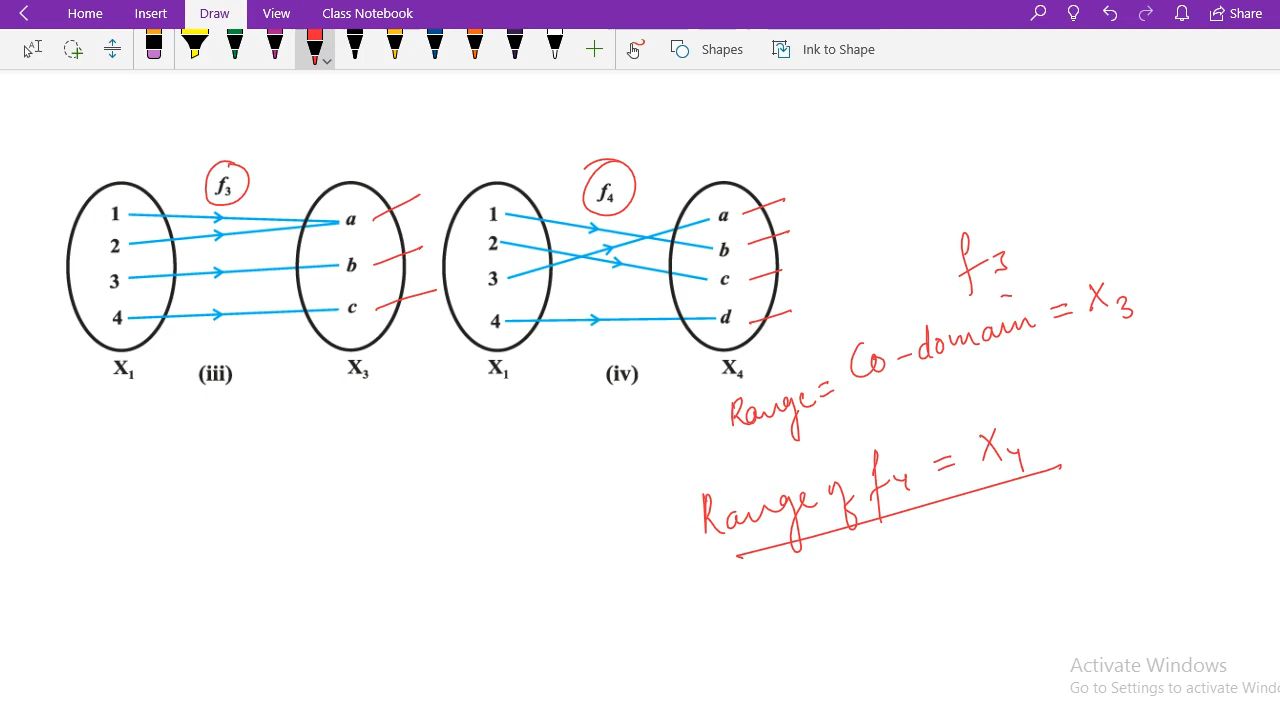 Home Insert Draw View Class Notebook Share
Shapes Ink to Shape
f₃ f₄
1 a 1 a
2 2 b
3 b 3 c
4 c 4 d
X₁ (iii) X₃ X₁ (iv) X₄
f₃
Range = Co-domain = X₃
Range of f₄ = X₄
Activate Windows
Go to Settings to activate Wind